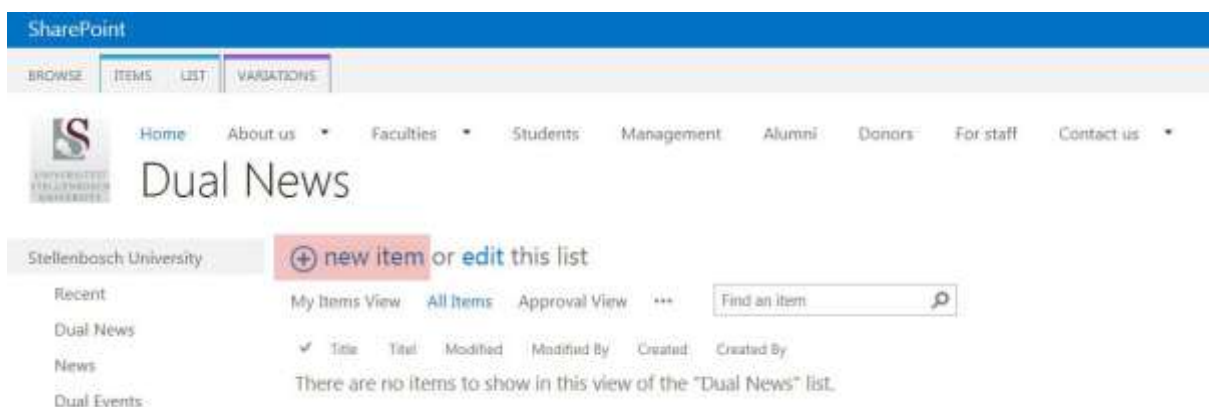 SharePoint
BROWSE ITEMS LIST VARIATIONS
Home About us Faculties Students Management Alumni Donors For staff Contact us
UNIVERSITEIT
STELLENBOSCH
UNIVERSITY
Dual News
new item or edit this list
Stellenbosch University
Recent
Dual News
News
Dual Events
My Items View All Items Approval View ••• Find an item
Title Titel Modified Modified By Created Created By
There are no items to show in this view of the "Dual News" list.